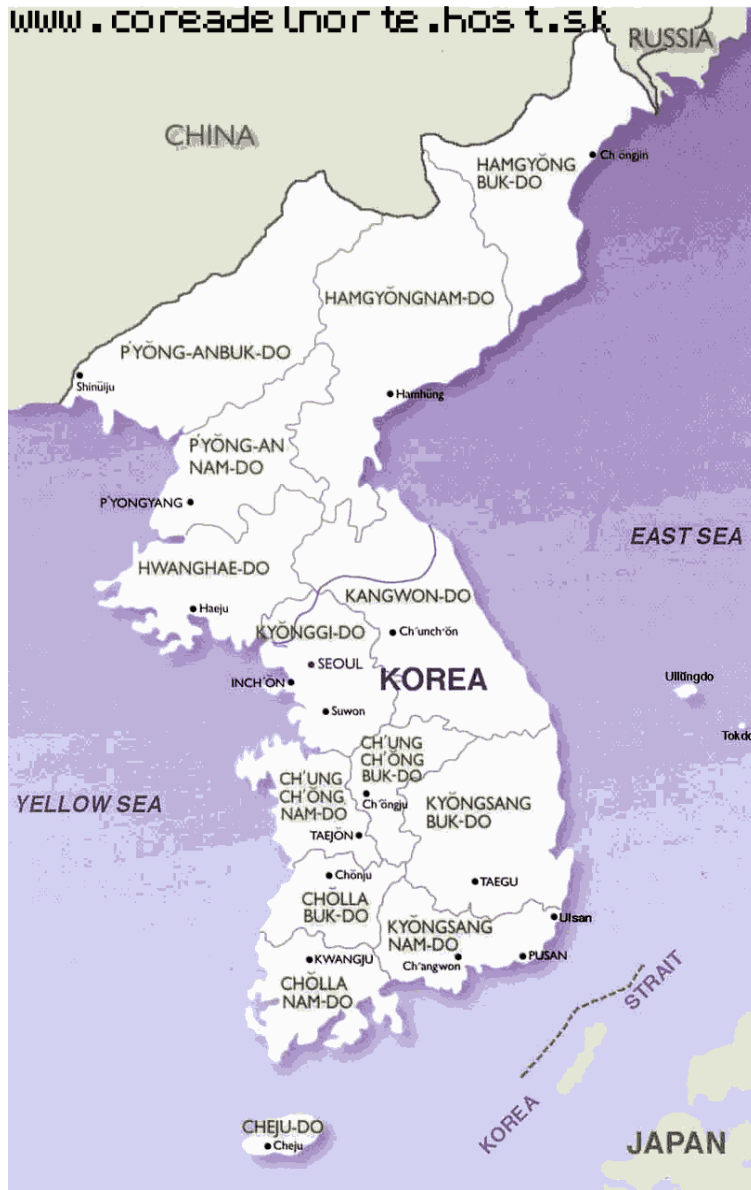 www.coreadelnorte.host.sk
RUSSIA
CHINA
HAMGYŎNG
BUK-DO
Ch'ongjin
HAMGYŎNGNAM-DO
P'YŎNG-ANBUK-DO
Shinŭiju
Hamhŭng
P'YŎNG-AN
NAM-DO
P'YONGYANG
EAST SEA
HWANGHAE-DO
KANGWON-DO
Haeju
KYŎNGGI-DO
Ch'unch'ŏn
SEOUL
KOREA
INCH'ŎN
Ullŭngdo
Suwon
Tokdo
CH'UNG
CH'ŎNG
BUK-DO
CH'UNG
CH'ŎNG
NAM-DO
Ch'ŏngju
YELLOW SEA
KYŎNGSANG
BUK-DO
TAEJŎN
Chŏnju
TAEGU
CHŎLLA
BUK-DO
KYŎNGSANG
NAM-DO
Ulsan
KWANGJU
Ch'angwon
PUSAN
CHŎLLA
NAM-DO
KOREA STRAIT
CHEJU-DO
Cheju
JAPAN